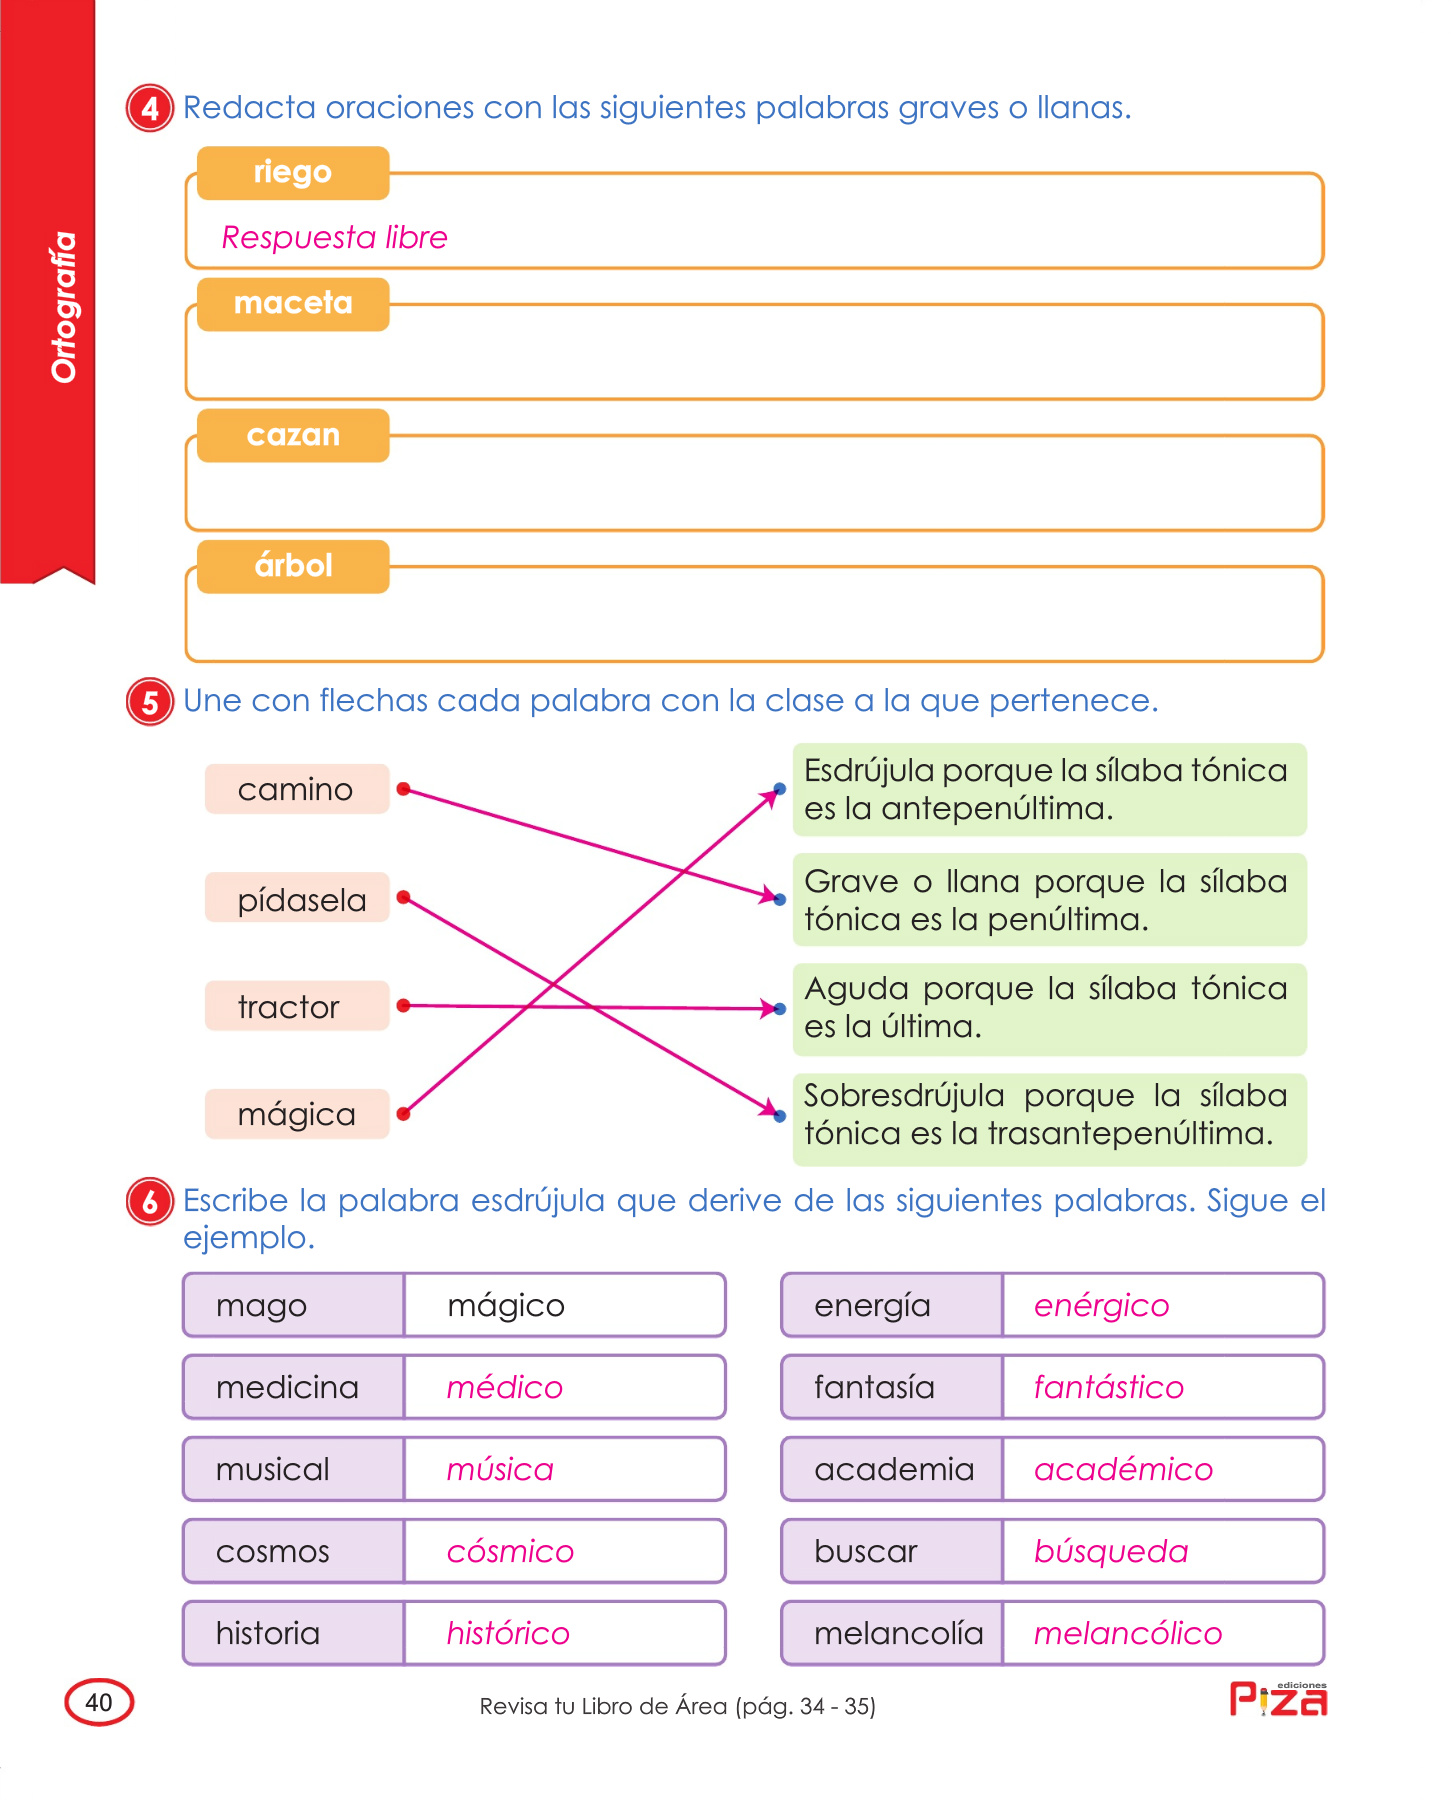 Ortografía
4 Redacta oraciones con las siguientes palabras graves o llanas.
riego
Respuesta libre
maceta
cazan
árbol
5 Une con flechas cada palabra con la clase a la que pertenece.
camino
pídasela
tractor
mágica
Esdrújula porque la sílaba tónica
es la antepenúltima.
Grave o llana porque la sílaba
tónica es la penúltima.
Aguda porque la sílaba tónica
es la última.
Sobresdrújula porque la sílaba
tónica es la trasantepenúltima.
6 Escribe la palabra esdrújula que derive de las siguientes palabras. Sigue el
ejemplo.
mago mágico
medicina médico
musical música
cosmos cósmico
historia histórico
energía enérgico
fantasía fantástico
academia académico
buscar búsqueda
melancolía melancólico
40
Revisa tu Libro de Área (pág. 34 - 35)
ediciones
Piza